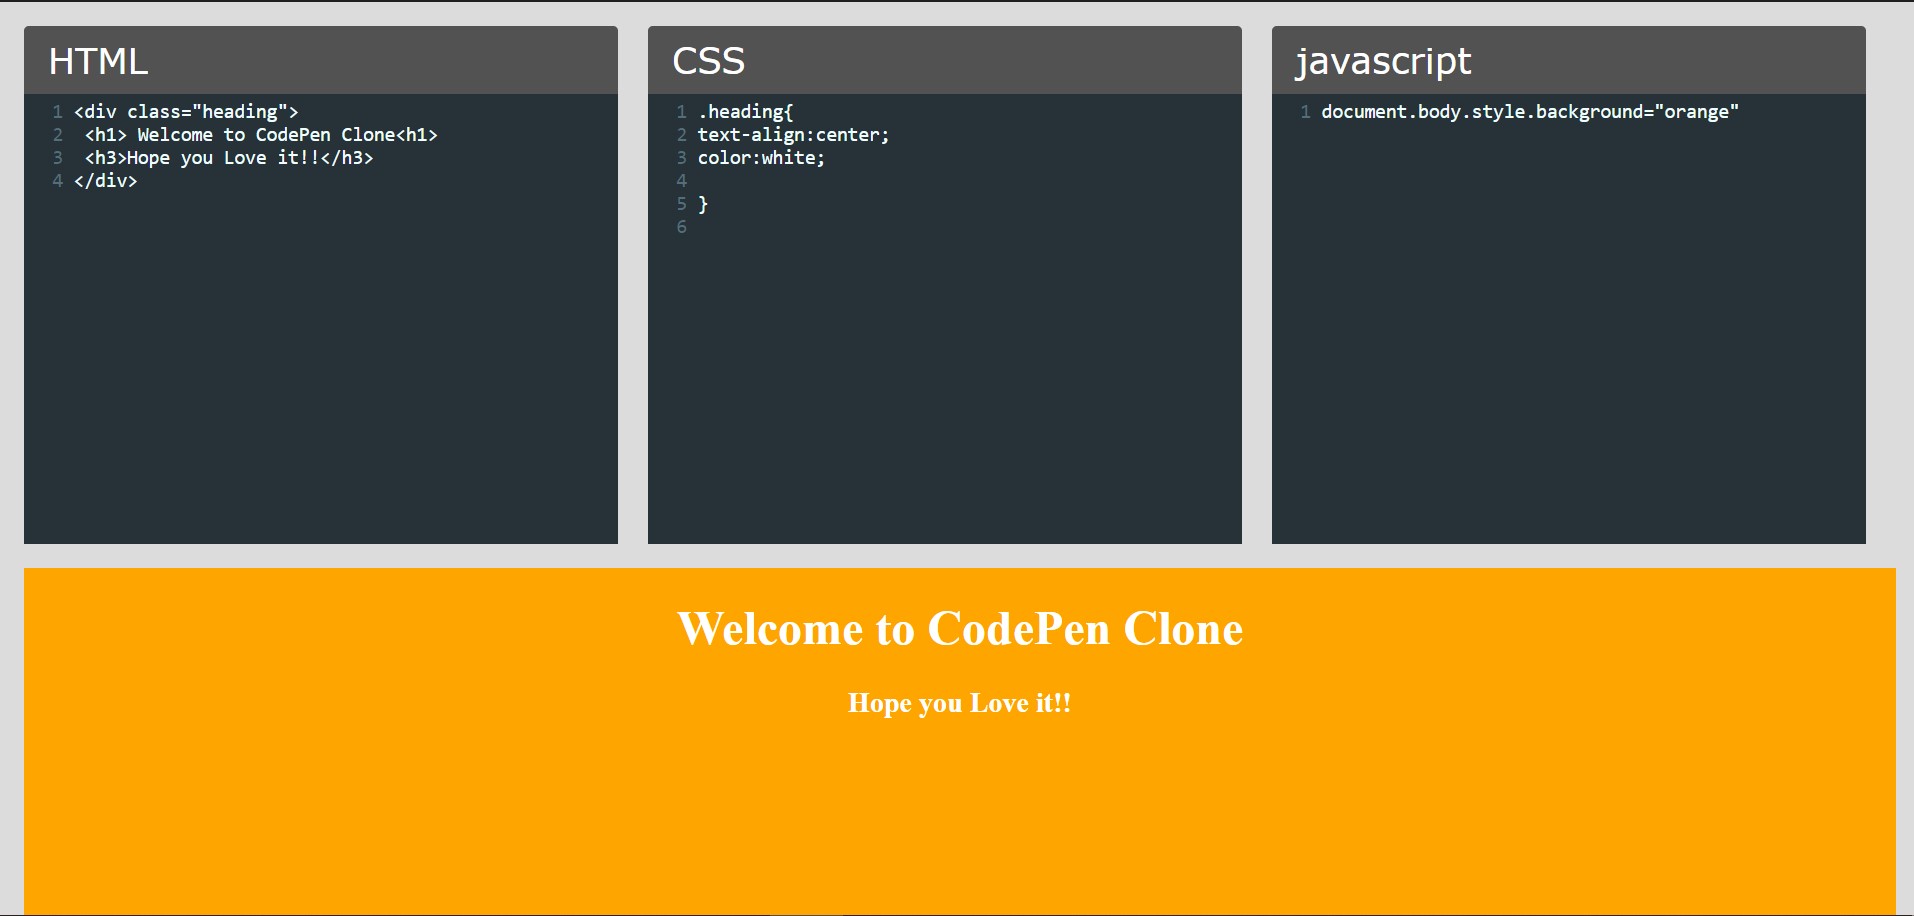 HTML
1 <div class="heading">
2  <h1> Welcome to CodePen Clone<h1>
3  <h3>Hope you Love it!!</h3>
4 </div>
CSS
1 .heading{
2 text-align:center;
3 color:white;
4
5 }
6
javascript
1 document.body.style.background="orange"
Welcome to CodePen Clone
Hope you Love it!!